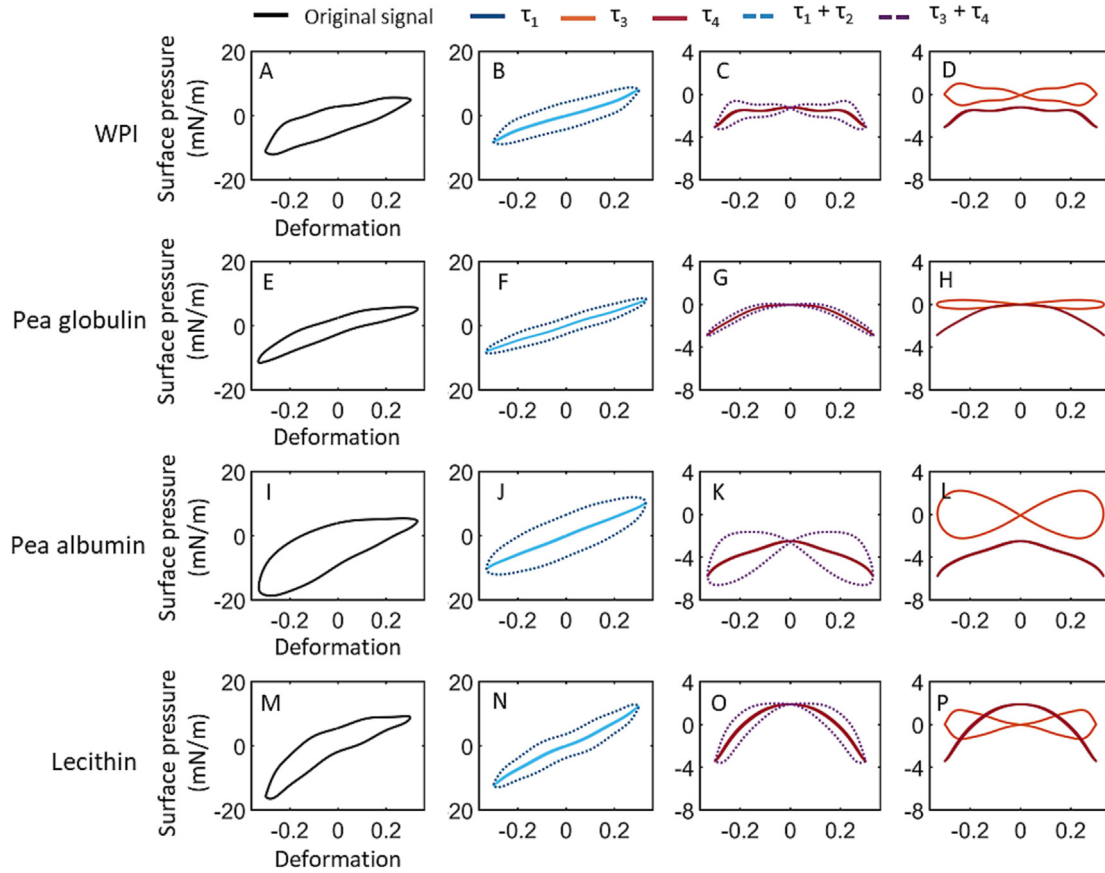 Original signal τ1 τ3 τ4 τ1 + τ2 τ3 + τ4
WPI
Surface pressure
(mN/m)
20
0
-20
-0.2 0 0.2
Deformation
A
20
0
20
-0.2 0 0.2
B
4
0
-4
-8
-0.2 0 0.2
C
4
0
-4
-8
-0.2 0 0.2
D
Pea globulin
Surface pressure
(mN/m)
20
0
-20
-0.2 0 0.2
Deformation
E
20
0
20
-0.2 0 0.2
F
4
0
-4
-8
-0.2 0 0.2
G
4
0
-4
-8
-0.2 0 0.2
H
Pea albumin
Surface pressure
(mN/m)
20
0
20
-0.2 0 0.2
Deformation
I
20
0
20
-0.2 0 0.2
J
4
0
-4
-8
-0.2 0 0.2
K
4
0
-4
-8
-0.2 0 0.2
L
Lecithin
Surface pressure
(mN/m)
20
0
-20
-0.2 0 0.2
Deformation
M
20
0
20
-0.2 0 0.2
N
4
0
-4
-8
-0.2 0 0.2
O
4
0
-4
-8
-0.2 0 0.2
P